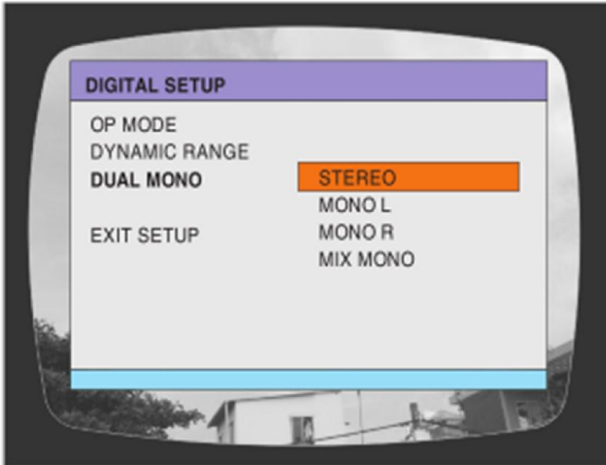 DIGITAL SETUP
OP MODE
DYNAMIC RANGE
DUAL MONO
STEREO
MONO L
EXIT SETUP
MONO R
MIX MONO